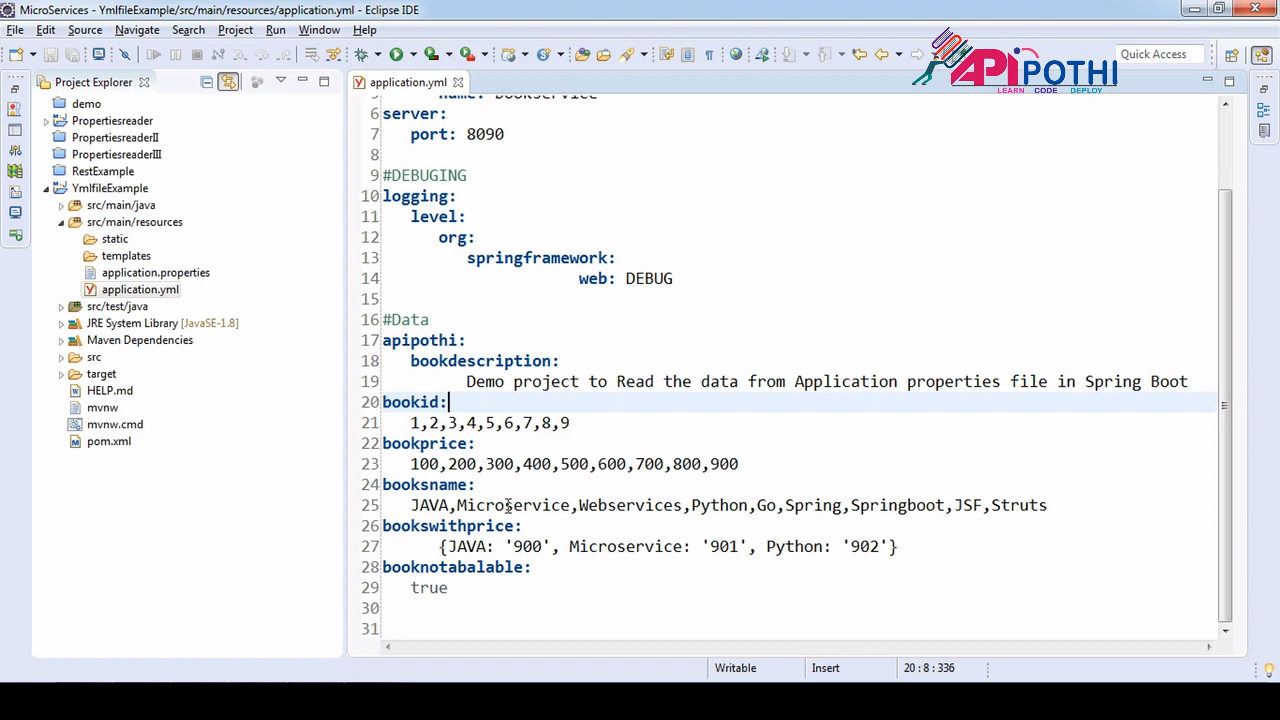 MicroServices - YmlfileExample/src/main/resources/application.yml - Eclipse IDE
File Edit Source Navigate Search Project Run Window Help
Quick Access
APIPOTHI
LEARN CODE DEPLOY
Project Explorer
application.yml
demo
Propertiesreader
PropertiesreaderII
PropertiesreaderIII
RestExample
YmlfileExample
src/main/java
src/main/resources
static
templates
application.properties
application.yml
src/test/java
JRE System Library [JavaSE-1.8]
Maven Dependencies
src
target
HELP.md
mvnw
mvnw.cmd
pom.xml
5 name: bookservice
6 server:
7 port: 8090
8
9 #DEBUGING
10 logging:
11 level:
12 org:
13 springframework:
14 web: DEBUG
15
16 #Data
17 apipothi:
18 bookdescription:
19 Demo project to Read the data from Application properties file in Spring Boot
20 bookid:
21 1,2,3,4,5,6,7,8,9
22 bookprice:
23 100,200,300,400,500,600,700,800,900
24 booksname:
25 JAVA,Microservice,Webservices,Python,Go,Spring,Springboot,JSF,Struts
26 bookswithprice:
27 {JAVA: '900', Microservice: '901', Python: '902'}
28 booknotabalable:
29 true
30
31
Writable Insert 20 : 8 : 336